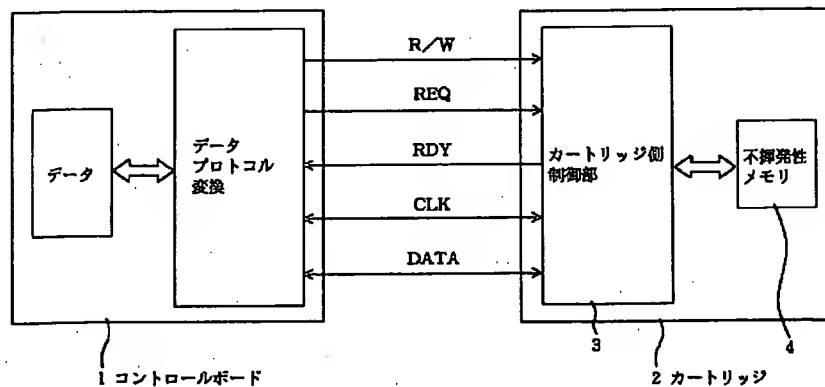 R/W
REQ
RDY
CLK
DATA
データ
データ
プロトコル
変換
カートリッジ側
制御部
不揮発性
メモリ
3
4
1 コントロールボード
2 カートリッジ